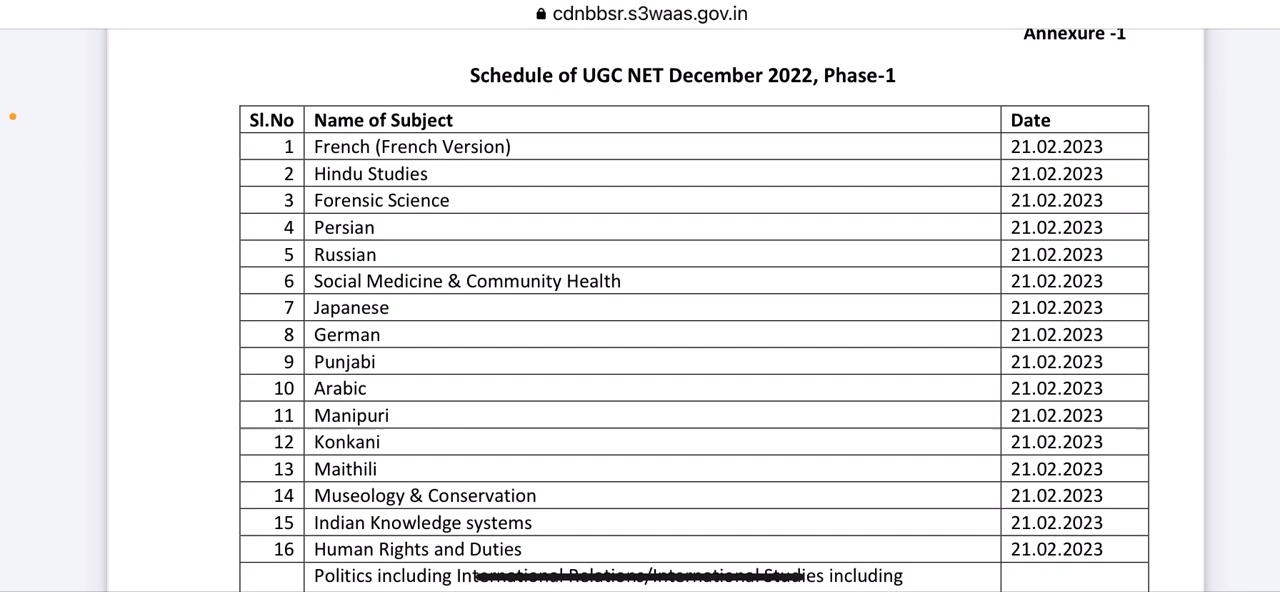 cdnbbsr.s3waas.gov.in
Annexure -1
Schedule of UGC NET December 2022, Phase-1
Sl.No Name of Subject Date
1 French (French Version) 21.02.2023
2 Hindu Studies 21.02.2023
3 Forensic Science 21.02.2023
4 Persian 21.02.2023
5 Russian 21.02.2023
6 Social Medicine & Community Health 21.02.2023
7 Japanese 21.02.2023
8 German 21.02.2023
9 Punjabi 21.02.2023
10 Arabic 21.02.2023
11 Manipuri 21.02.2023
12 Konkani 21.02.2023
13 Maithili 21.02.2023
14 Museology & Conservation 21.02.2023
15 Indian Knowledge systems 21.02.2023
16 Human Rights and Duties 21.02.2023
Politics including International Relations/International Studies including